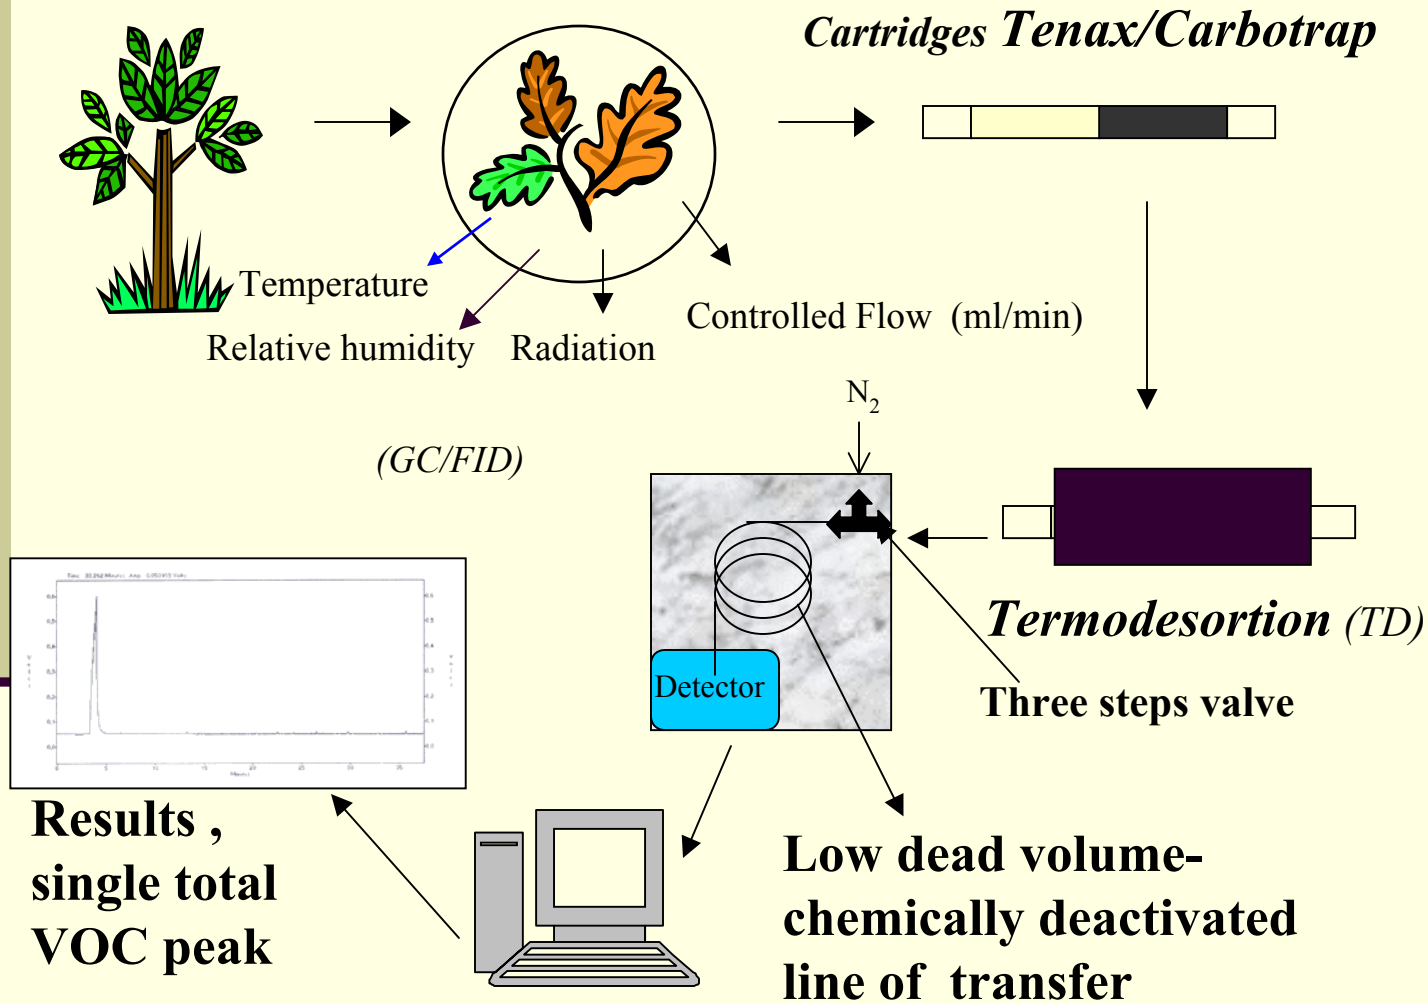 Cartridges Tenax/Carbotrap
Temperature
Relative humidity
Radiation
Controlled Flow (ml/min)
N2
(GC/FID)
Detector
Termodesortion (TD)
Three steps valve
Results ,
single total
VOC peak
Low dead volume-
chemically deactivated
line of transfer